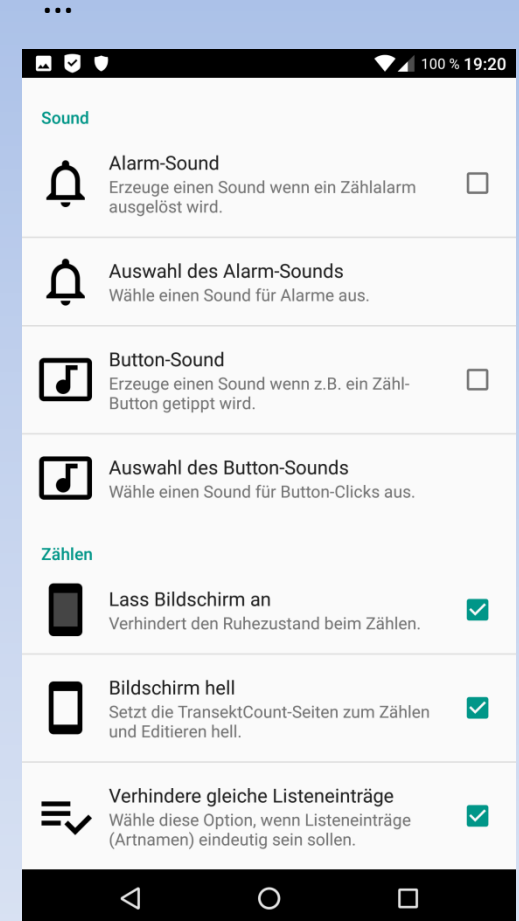 ...
100 % 19:20
Sound
Alarm-Sound
Erzeuge einen Sound wenn ein Zählalarm
ausgelöst wird.
Auswahl des Alarm-Sounds
Wähle einen Sound für Alarme aus.
Button-Sound
Erzeuge einen Sound wenn z.B. ein Zähl-
Button getippt wird.
Auswahl des Button-Sounds
Wähle einen Sound für Button-Clicks aus.
Zählen
Lass Bildschirm an
Verhindert den Ruhezustand beim Zählen.
Bildschirm hell
Setzt die TransektCount-Seiten zum Zählen
und Editieren hell.
Verhindere gleiche Listeneinträge
Wähle diese Option, wenn Listeneinträge
(Artnamen) eindeutig sein sollen.